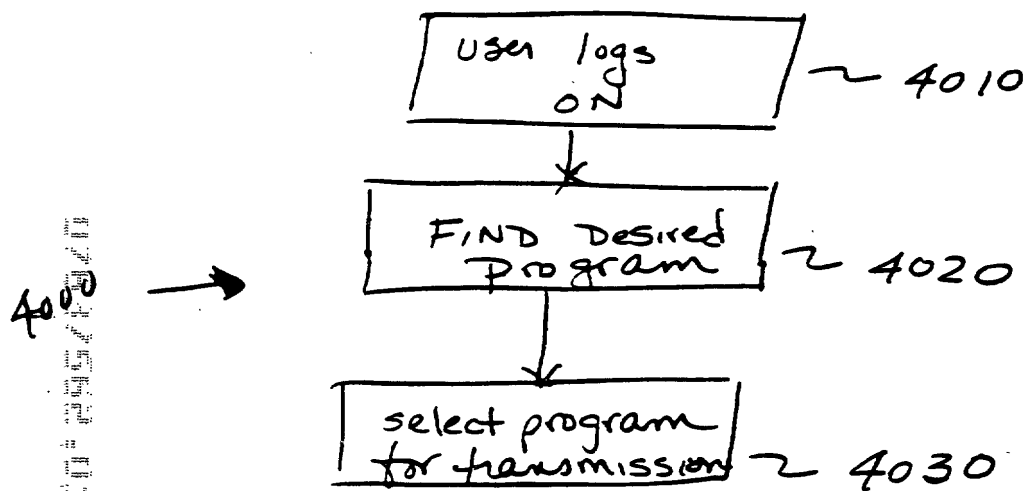 User logs
ON
4010
FIND Desired
program
4020
4000
select program
for transmission
4030